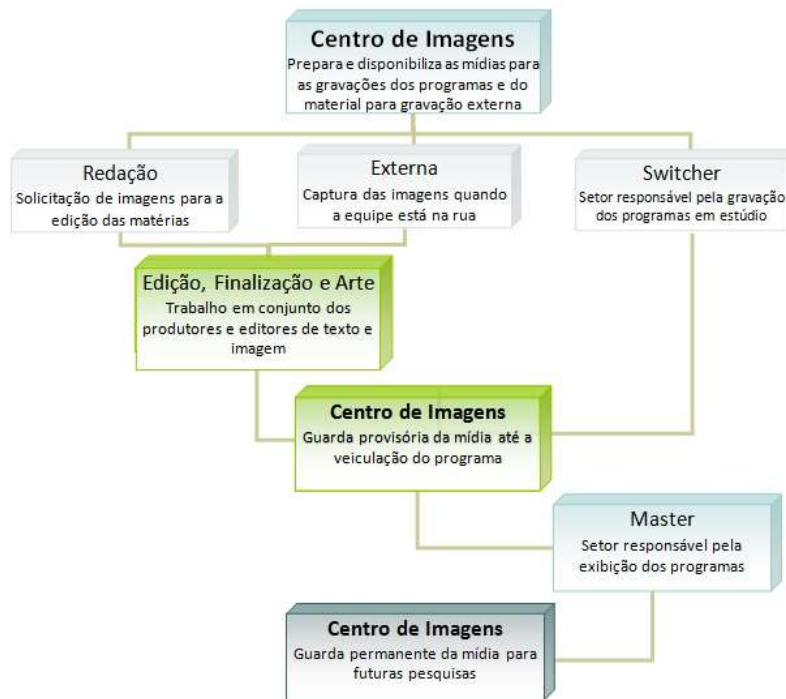 Centro de Imagens
Prepara e disponibiliza as mídias para
as gravações dos programas e do
material para gravação externa
Redação
Solicitação de imagens para a
edição das matérias
Externa
Captura das imagens quando
a equipe está na rua
Switcher
Setor responsável pela gravação
dos programas em estúdio
Edição, Finalização e Arte
Trabalho em conjunto dos
produtores e editores de texto e
imagem
Centro de Imagens
Guarda provisória da mídia até a
veiculação do programa
Master
Setor responsável pela
exibição dos programas
Centro de Imagens
Guarda permanente da mídia para
futuras pesquisas